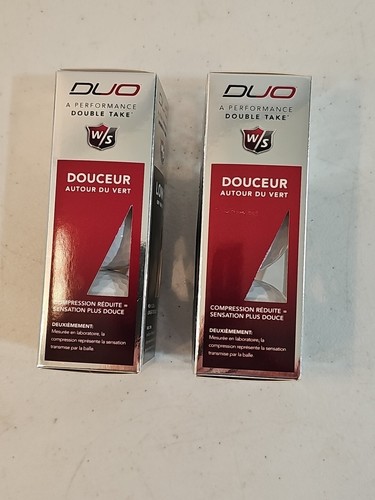 DUO
A PERFORMANCE
DOUBLE TAKE
W/S
DOUCEUR
AUTOUR DU VERT
COMPRESSION RÉDUITE =
SENSATION PLUS DOUCE
DEUXIÈMEMENT:
Mesurée en laboratoire, la
compression représente la sensation
transmise par la balle.
LOW
DUO
A PERFORMANCE
DOUBLE TAKE
W/S
DOUCEUR
AUTOUR DU VERT
COMPRESSION RÉDUITE =
SENSATION PLUS DOUCE
DEUXIÈMEMENT:
Mesurée en laboratoire, la
compression représente la sensation
transmise par la balle.